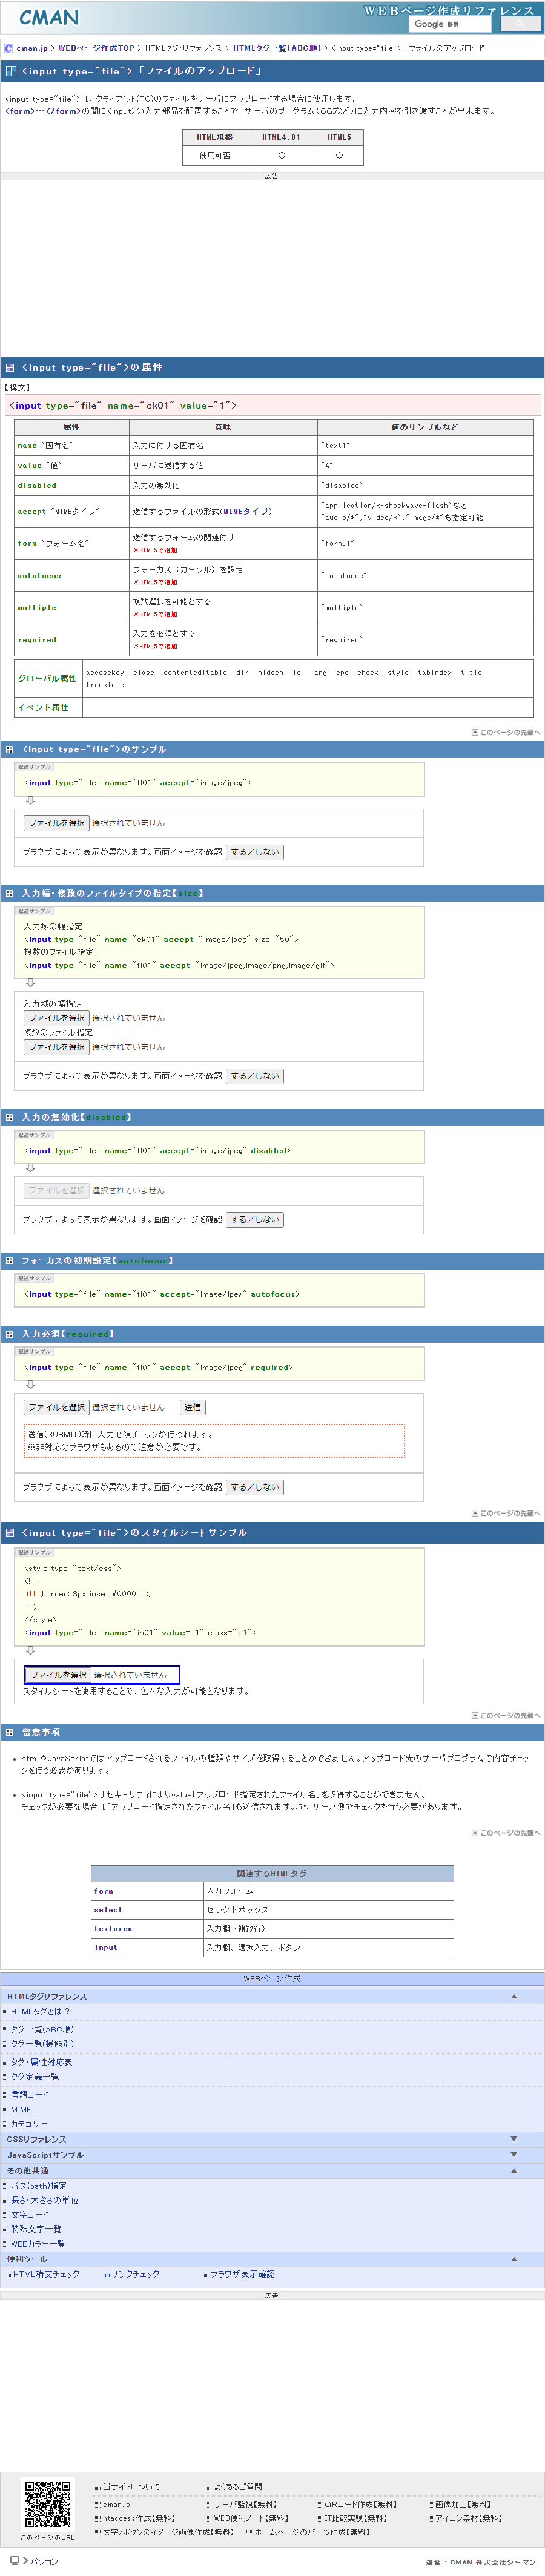 CMAN
WEBページ作成リファレンス
Google 提供
cman.jp > WEBページ作成TOP > HTMLタグ・リファレンス > HTMLタグ一覧(ABC順) > <input type="file"> 「ファイルのアップロード」
<input type="file"> 「ファイルのアップロード」
<input type="file">は、クライアント(PC)のファイルをサーバにアップロードする場合に使用します。
<form>～</form>の間に<input>の入力部品を配置することで、サーバのプログラム(CGIなど)に入力内容を引き渡すことが出来ます。
HTML規格 HTML4.01 HTML5
使用可否 ○ ○
広告
<input type="file">の属性
【構文】
<input type="file" name="ck01" value="1">
属性 意味 値のサンプルなど
name="固有名" 入力に付ける固有名 "text1"
value="値" サーバに送信する値 "A"
disabled 入力の無効化 "disabled"
accept="MIMEタイプ" 送信するファイルの形式(MIMEタイプ) "application/x-shockwave-flash"など
"audio/*","video/*","image/*"も指定可能
form="フォーム名" 送信するフォームの関連付け
※HTML5で追加 "form01"
autofocus フォーカス（カーソル）を設定
※HTML5で追加 "autofocus"
multiple 複数選択を可能とする
※HTML5で追加 "multiple"
required 入力を必須とする
※HTML5で追加 "required"
グローバル属性 accesskey class contenteditable dir hidden id lang spellcheck style tabindex title
translate
イベント属性
このページの先頭へ
<input type="file">のサンプル
記述サンプル
<input type="file" name="fl01" accept="image/jpeg">
ファイルを選択 選択されていません
ブラウザによって表示が異なります。画面イメージを確認 する／しない
入力幅・複数のファイルタイプの指定【size】
記述サンプル
入力域の幅指定
<input type="file" name="ck01" accept="image/jpeg" size="50">
複数のファイル指定
<input type="file" name="fl01" accept="image/jpeg,image/png,image/gif">
入力域の幅指定
ファイルを選択 選択されていません
複数のファイル指定
ファイルを選択 選択されていません
ブラウザによって表示が異なります。画面イメージを確認 する／しない
入力の無効化【disabled】
記述サンプル
<input type="file" name="fl01" accept="image/jpeg" disabled>
ファイルを選択 選択されていません
ブラウザによって表示が異なります。画面イメージを確認 する／しない
フォーカスの初期設定【autofocus】
記述サンプル
<input type="file" name="fl01" accept="image/jpeg" autofocus>
入力必須【required】
記述サンプル
<input type="file" name="fl01" accept="image/jpeg" required>
ファイルを選択 選択されていません 送信
送信(SUBMIT)時に入力必須チェックが行われます。
※非対応のブラウザもあるので注意が必要です。
ブラウザによって表示が異なります。画面イメージを確認 する／しない
このページの先頭へ
<input type="file">のスタイルシートサンプル
記述サンプル
<style type="text/css">
<!--
.fl1 {border: 3px inset #0000cc;}
-->
</style>
<input type="file" name="in01" value="1" class="fl1">
ファイルを選択 選択されていません
スタイルシートを使用することで、色々な入力が可能となります。
このページの先頭へ
留意事項
• htmlやJavaScriptではアップロードされるファイルの種類やサイズを取得することができません。アップロード先のサーバプログラムで内容チェッ
クを行う必要があります。
• <input type="file">はセキュリティによりvalue「アップロード指定されたファイル名」を取得することができません。
チェックが必要な場合は「アップロード指定されたファイル名」も送信されますので、サーバ側でチェックを行う必要があります。
このページの先頭へ
関連するHTMLタグ
form 入力フォーム
select セレクトボックス
textarea 入力欄（複数行）
input 入力欄、選択入力、ボタン
WEBページ作成
HTMLタグリファレンス ▲
HTMLタグとは？
タグ一覧(ABC順)
タグ一覧(機能別)
タグ・属性対応表
タグ定義一覧
言語コード
MIME
カテゴリー
CSSリファレンス ▼
JavaScriptサンプル ▼
その他共通 ▲
パス(path)指定
長さ・大きさの単位
文字コード
特殊文字一覧
WEBカラー一覧
便利ツール ▲
HTML構文チェック リンクチェック ブラウザ表示確認
広告
当サイトについて よくあるご質問
cman.jp サーバ監視【無料】 QRコード作成【無料】 画像加工【無料】
htaccess作成【無料】 WEB便利ノート【無料】 IT比較実験【無料】 アイコン素材【無料】
文字/ボタンのイメージ画像作成【無料】 ホームページのパーツ作成【無料】
このページのURL
パソコン
運営：CMAN 株式会社シーマン